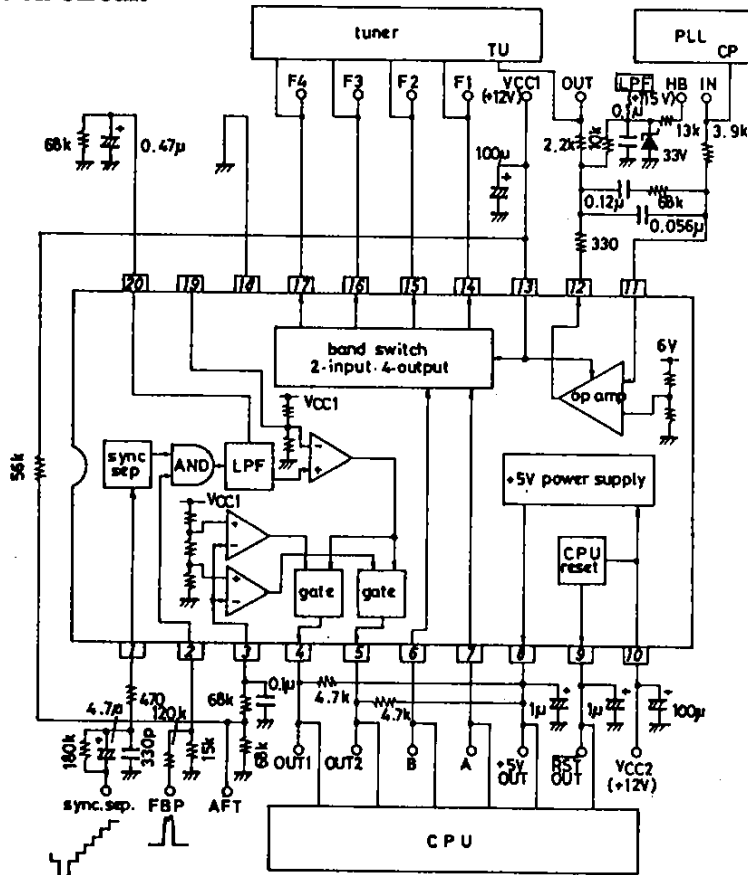 tuner
TU
PLL
CP
F4
F3
F2
F1
VCC1
(+12V)
OUT
LPF
(+115V)
HB
IN
68k
0.47µ
100µ
2.2k
10k
0.1µ
33V
13k
3.9k
0.12µ
68k
0.056µ
330
20
19
18
17
16
15
14
13
12
11
band switch
2-input·4-output
op amp
6V
VCC1
sync
sep
AND
LPF
+5V power supply
VCC1
CPU
reset
gate
gate
56k
1
2
3
4
5
6
7
8
9
10
470
4.7µ
120k
180k
330p
15k
68k
0.1µ
68k
4.7k
4.7k
1µ
1µ
100µ
sync.sep.
FBP
AFT
OUT1
OUT2
B
A
+5V
OUT
RST
OUT
VCC2
(+12V)
CPU